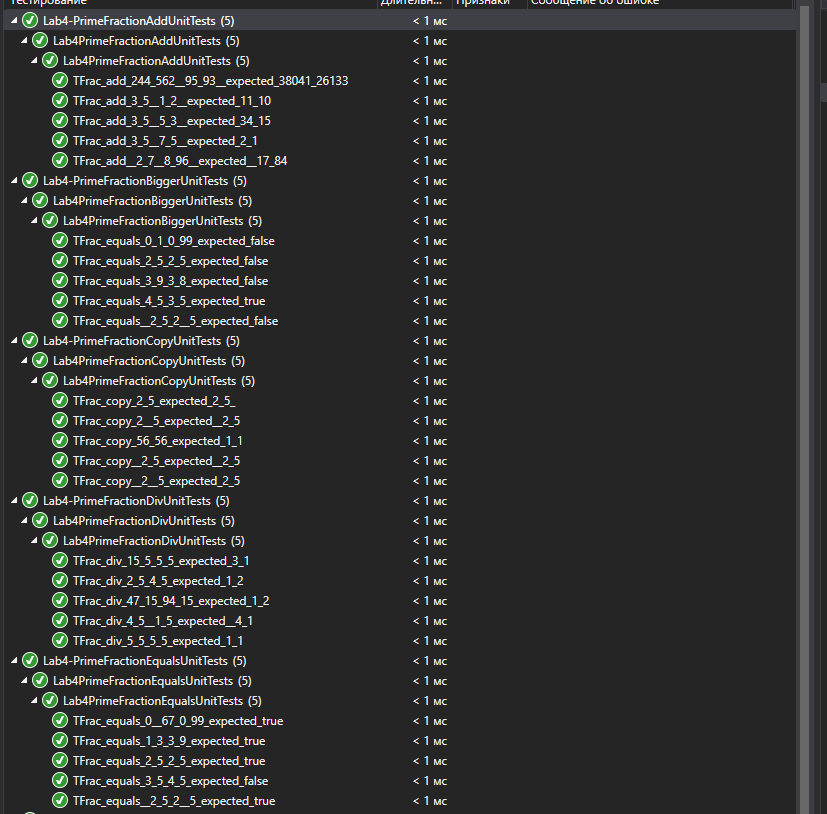 Тестирование Длительн... Признаки Сообщение об ошибке
Lab4-PrimeFractionAddUnitTests (5) < 1 мс
Lab4PrimeFractionAddUnitTests (5) < 1 мс
Lab4PrimeFractionAddUnitTests (5) < 1 мс
TFrac_add_244_562__95_93__expected_38041_26133 < 1 мс
TFrac_add_3_5__1_2__expected_11_10 < 1 мс
TFrac_add_3_5__5_3__expected_34_15 < 1 мс
TFrac_add_3_5__7_5__expected_2_1 < 1 мс
TFrac_add__2_7__8_96__expected__17_84 < 1 мс
Lab4-PrimeFractionBiggerUnitTests (5) < 1 мс
Lab4PrimeFractionBiggerUnitTests (5) < 1 мс
Lab4PrimeFractionBiggerUnitTests (5) < 1 мс
TFrac_equals_0_1_0_99_expected_false < 1 мс
TFrac_equals_2_5_2_5_expected_false < 1 мс
TFrac_equals_3_9_3_8_expected_false < 1 мс
TFrac_equals_4_5_3_5_expected_true < 1 мс
TFrac_equals__2_5_2__5_expected_false < 1 мс
Lab4-PrimeFractionCopyUnitTests (5) < 1 мс
Lab4PrimeFractionCopyUnitTests (5) < 1 мс
Lab4PrimeFractionCopyUnitTests (5) < 1 мс
TFrac_copy_2_5_expected_2_5_ < 1 мс
TFrac_copy_2__5_expected__2_5 < 1 мс
TFrac_copy_56_56_expected_1_1 < 1 мс
TFrac_copy__2_5_expected__2_5 < 1 мс
TFrac_copy__2__5_expected_2_5 < 1 мс
Lab4-PrimeFractionDivUnitTests (5) < 1 мс
Lab4PrimeFractionDivUnitTests (5) < 1 мс
Lab4PrimeFractionDivUnitTests (5) < 1 мс
TFrac_div_15_5_5_5_expected_3_1 < 1 мс
TFrac_div_2_5_4_5_expected_1_2 < 1 мс
TFrac_div_47_15_94_15_expected_1_2 < 1 мс
TFrac_div_4_5__1_5_expected__4_1 < 1 мс
TFrac_div_5_5_5_5_expected_1_1 < 1 мс
Lab4-PrimeFractionEqualsUnitTests (5) < 1 мс
Lab4PrimeFractionEqualsUnitTests (5) < 1 мс
Lab4PrimeFractionEqualsUnitTests (5) < 1 мс
TFrac_equals_0__67_0_99_expected_true < 1 мс
TFrac_equals_1_3_3_9_expected_true < 1 мс
TFrac_equals_2_5_2_5_expected_true < 1 мс
TFrac_equals_3_5_4_5_expected_false < 1 мс
TFrac_equals__2_5_2__5_expected_true < 1 мс